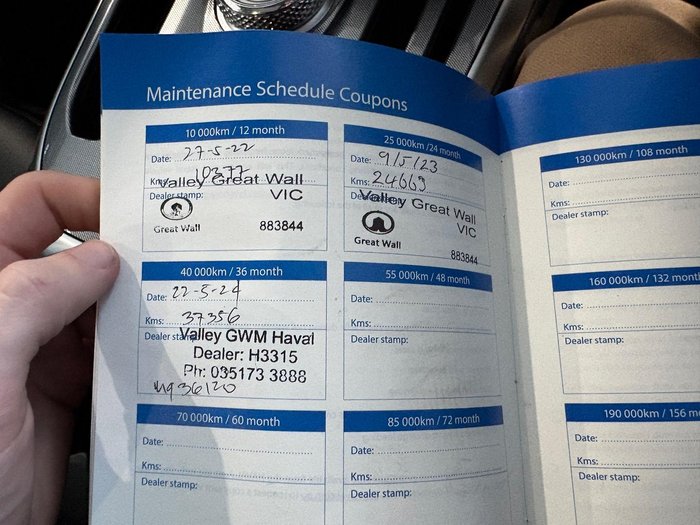 Maintenance Schedule Coupons
10 000km / 12 month
Date: 27-5-22
Kms: 10377
Dealer stamp:
Valley Great Wall
VIC
Great Wall
883844
25 000km /24 month
Date: 9/5/23
Kms: 24669
Valley Great Wall
VIC
Great Wall
883844
40 000km / 36 month
Date: 22-5-24
Kms: 37356
Dealer stamp:
Valley GWM Haval
Dealer: H3315
Ph: 035173 3888
55 000km / 48 month
Date:
Kms:
Dealer stamp:
70 000km / 60 month
Date:
Kms:
Dealer stamp:
85 000km / 72 month
Date:
Kms:
Dealer stamp:
130 000km / 108 month
Date:
Kms:
Dealer stamp:
160 000km / 132 mont
Date:
Kms:
Dealer stamp:
190 000km / 156 m
Date:
Kms:
Dealer stamp: